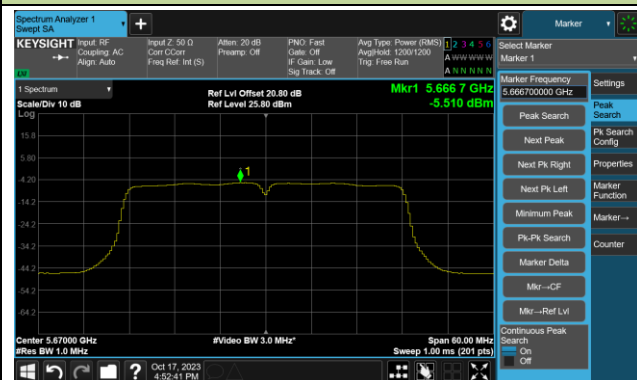 Spectrum Analyzer 1
Swept SA
+
Marker
KEYSIGHT
Input: RF
Coupling: AC
Align: Auto
Input Z: 50 Ω
Corr CCorr
Freq Ref: Int (S)
Atten: 20 dB
Preamp: Off
PNO: Fast
Gate: Off
IF Gain: Low
Sig Track: Off
Avg Type: Power (RMS)
Avg|Hold: 1200/1200
Trig: Free Run
1 2 3 4 5 6
A W W W W W
A N N N N N
Select Marker
Marker 1
LXI
1 Spectrum
Scale/Div 10 dB
Log
Ref Lvl Offset 20.80 dB
Ref Level 25.80 dBm
Mkr1 5.666 7 GHz
-5.510 dBm
15.8
5.80
-4.20
-14.2
-24.2
-34.2
-44.2
-54.2
-64.2
1
Center 5.67000 GHz
#Res BW 1.0 MHz
#Video BW 3.0 MHz*
Span 60.00 MHz
Sweep 1.00 ms (201 pts)
Marker Frequency
5.666700000 GHz
Peak Search
Next Peak
Next Pk Right
Next Pk Left
Minimum Peak
Pk-Pk Search
Marker Delta
Mkr→CF
Mkr→Ref Lvl
Continuous Peak
Search
On
Off
Settings
Peak
Search
Pk Search
Config
Properties
Marker
Function
Marker→
Counter
?
Oct 17, 2023
4:52:41 PM